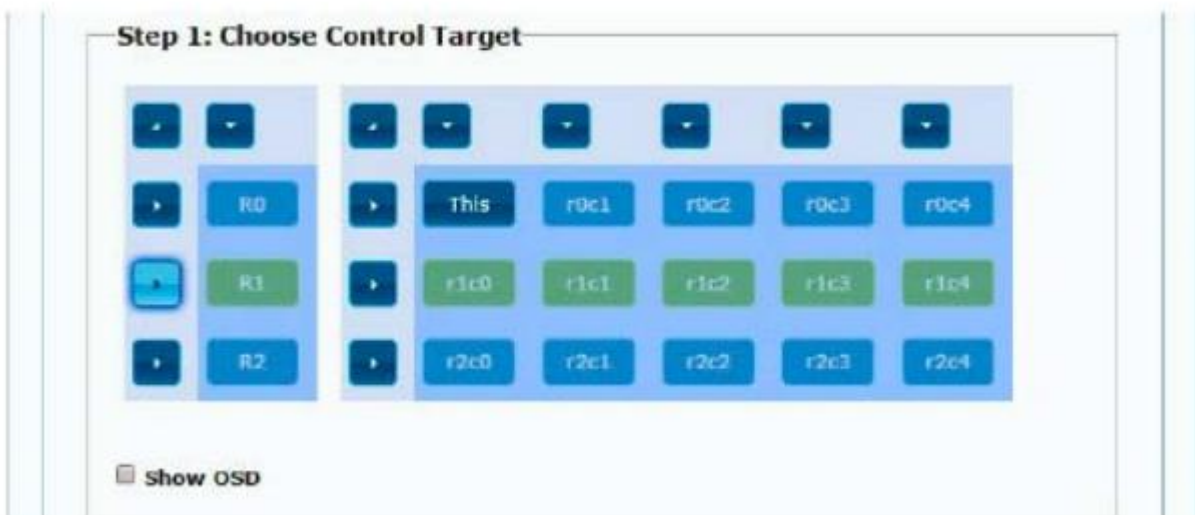 Step 1: Choose Control Target
R0 This r0c1 r0c2 r0c3 r0c4
R1 r1c0 r1c1 r1c2 r1c3 r1c4
R2 r2c0 r2c1 r2c2 r2c3 r2c4
Show OSD